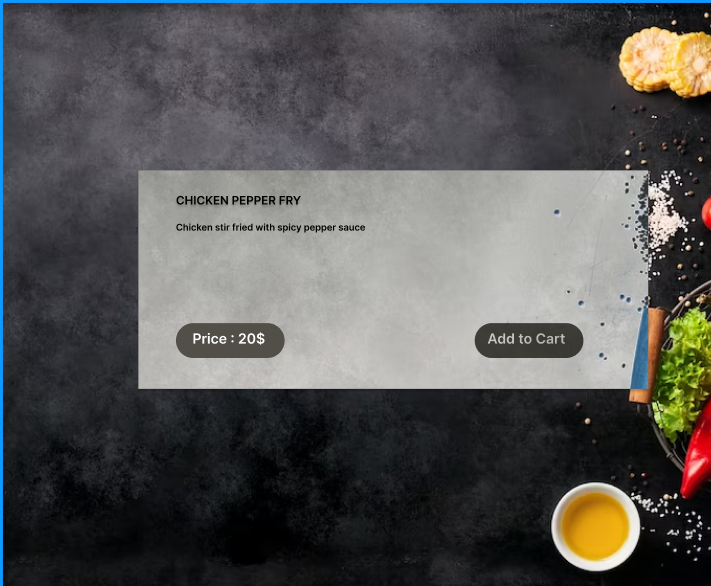 CHICKEN PEPPER FRY
Chicken stir fried with spicy pepper sauce
Price : 20$
Add to Cart